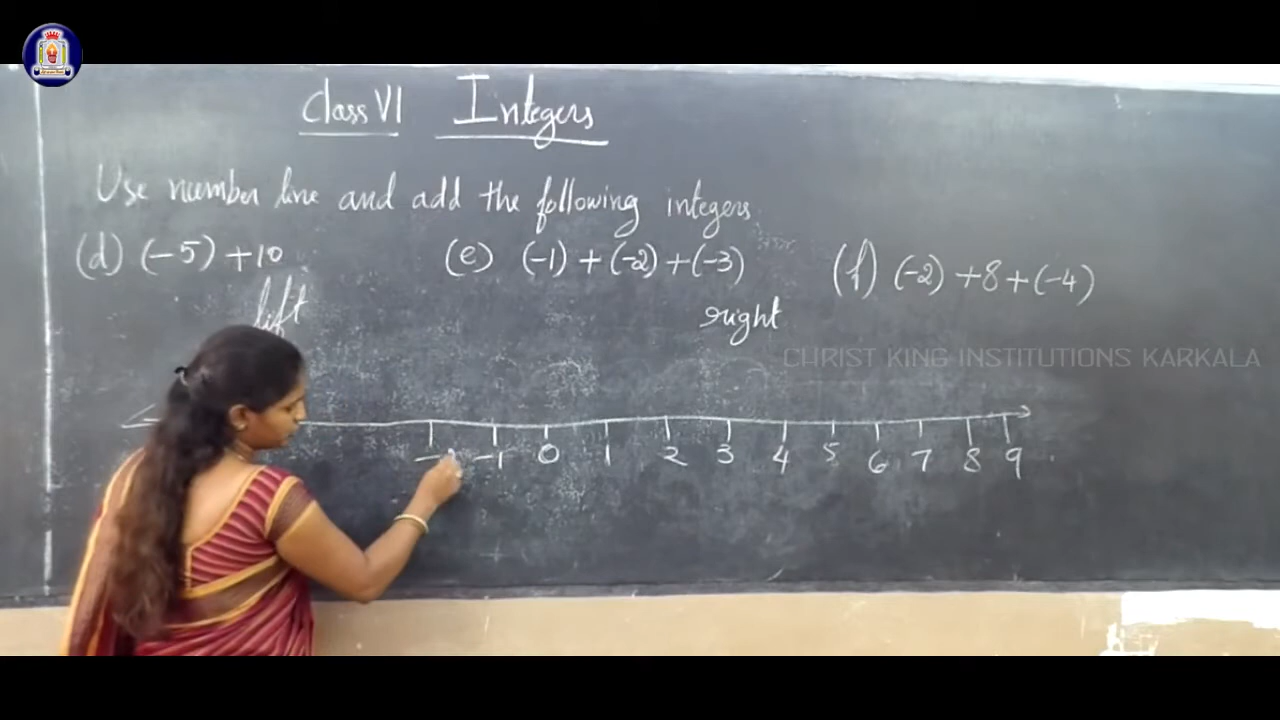 Class VI Integers
Use number line and add the following integers
(d) (-5) +10 (e) (-1) + (-2) + (-3) (f) (-2) +8+(-4)
left right
CHRIST KING INSTITUTIONS KARKALA
-1 0 1 2 3 4 5 6 7 8 9